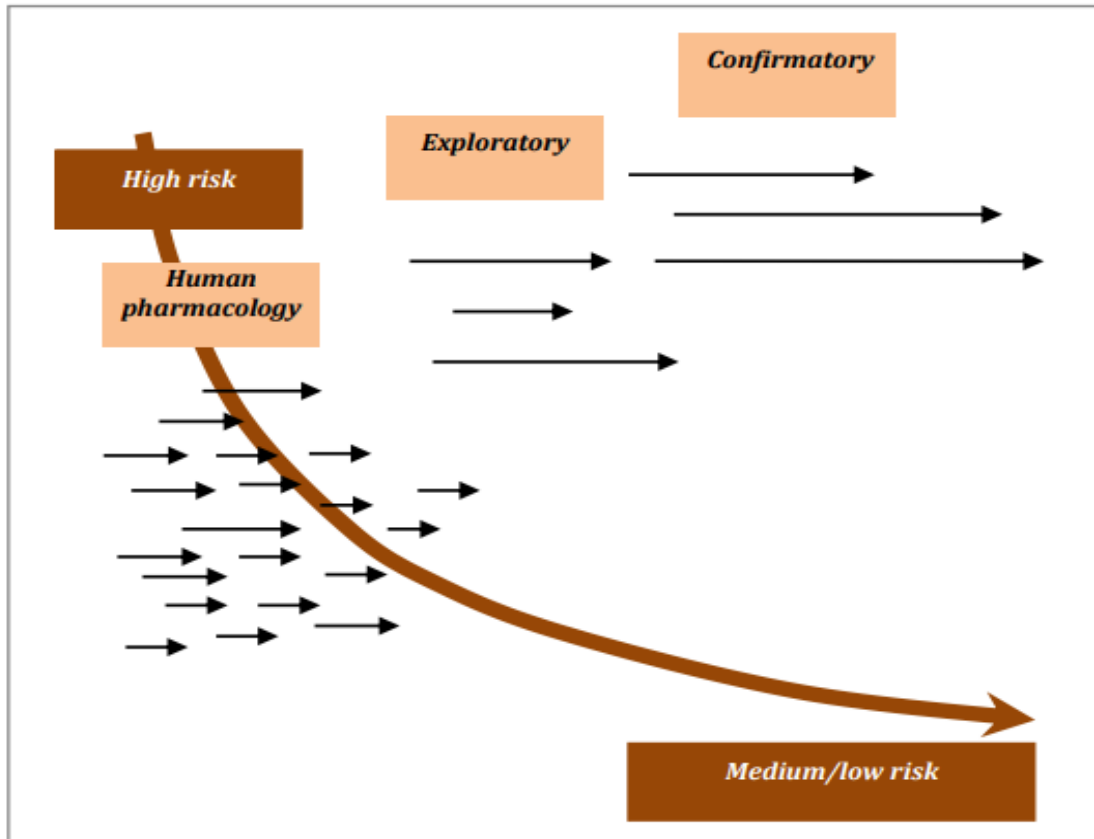 Confirmatory
Exploratory
High risk
Human
pharmacology
Medium/low risk